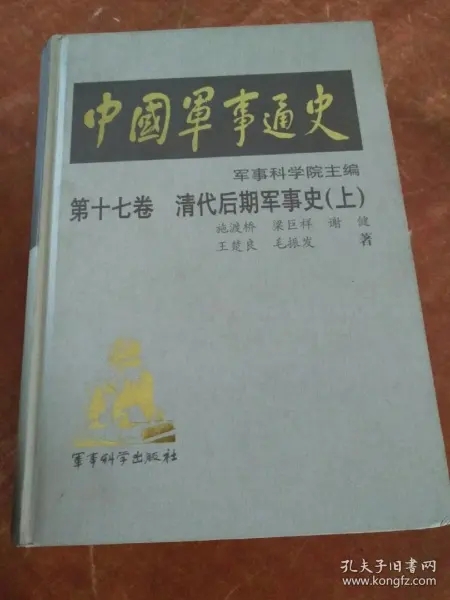 中國軍事通史
军事科学院主编
第十七卷 清代后期军事史(上)
施渡桥 梁巨祥 谢健
王楚良 毛振发 著
軍事科学出版社
孔夫子旧书网
www.kongfz.com